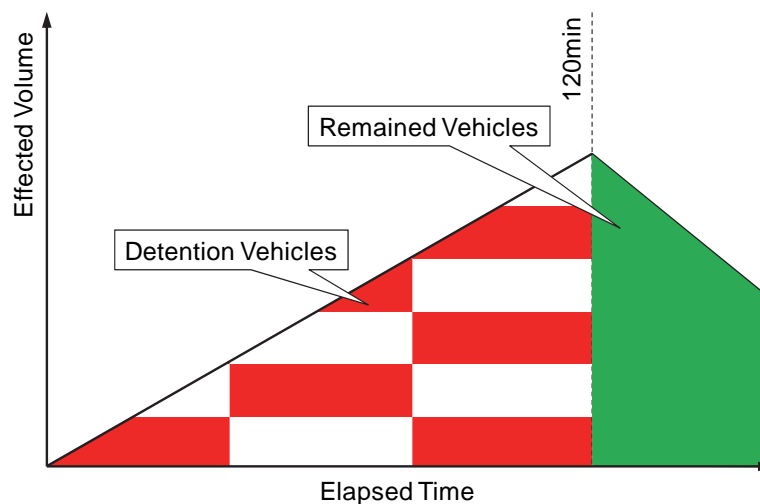 Effected Volume
120min
Remained Vehicles
Detention Vehicles
Elapsed Time